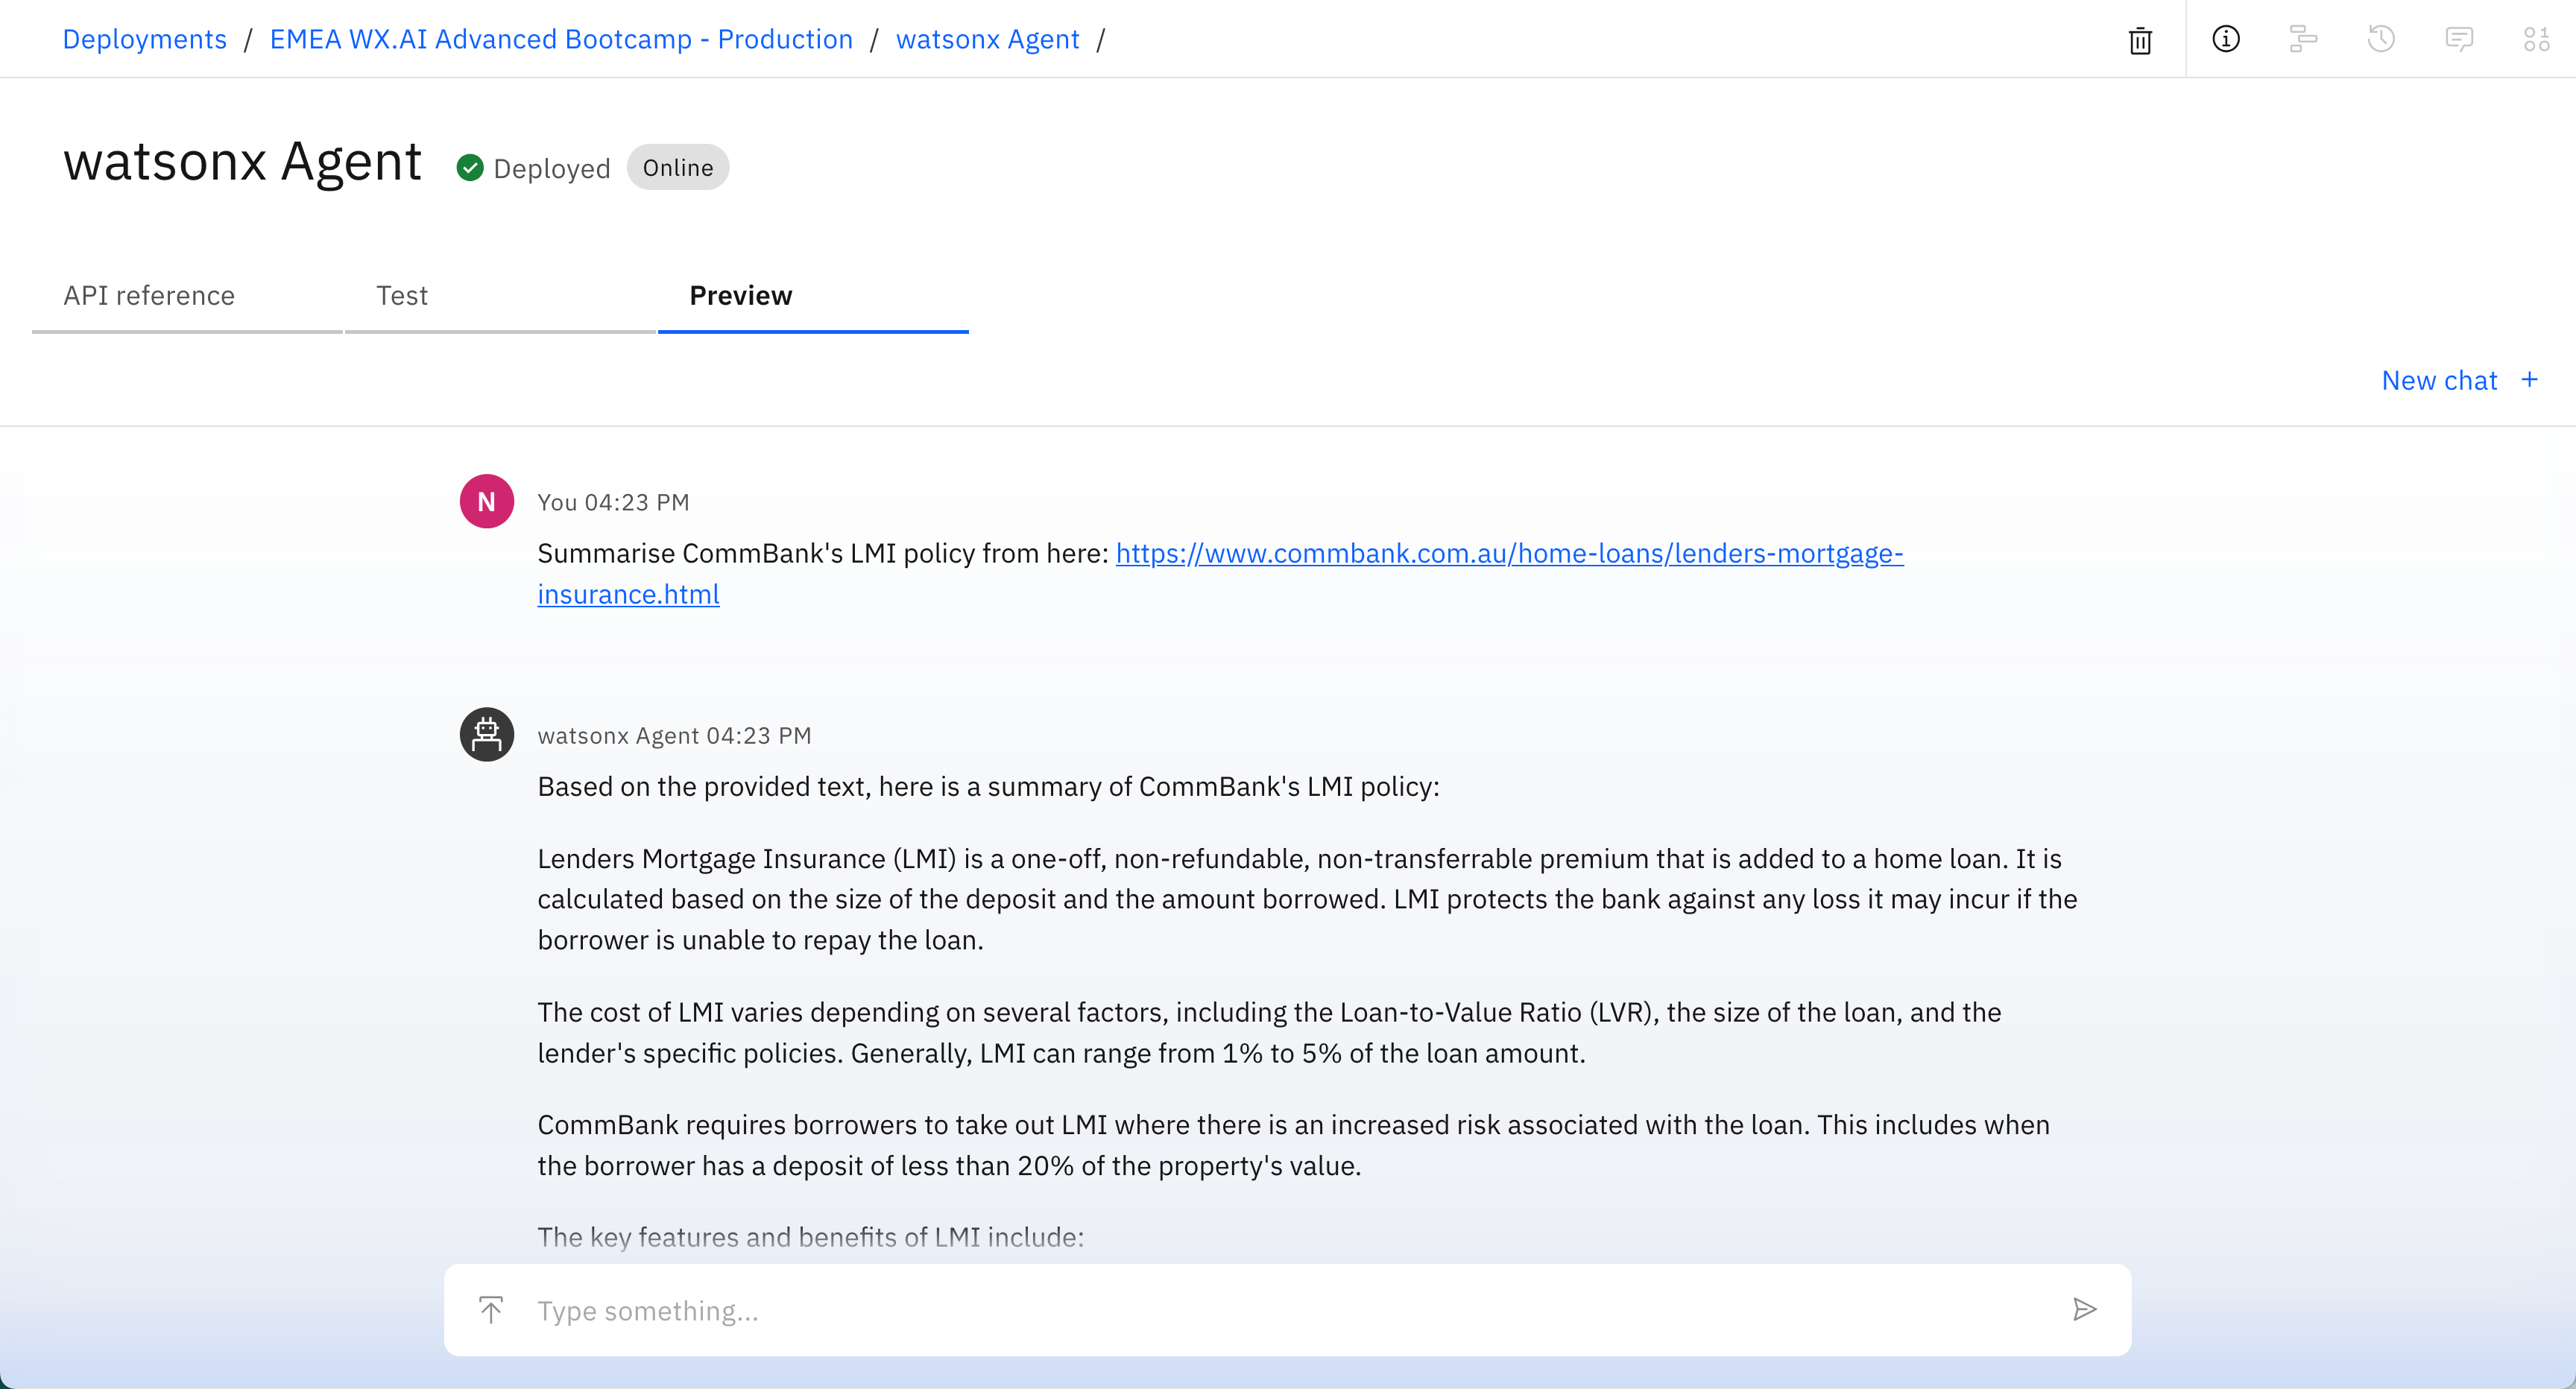 Deployments / EMEA WX.AI Advanced Bootcamp - Production / watsonx Agent /
watsonx Agent Deployed Online
API reference Test Preview
New chat +
N You 04:23 PM
Summarise CommBank's LMI policy from here: https://www.commbank.com.au/home-loans/lenders-mortgage-
insurance.html
watsonx Agent 04:23 PM
Based on the provided text, here is a summary of CommBank's LMI policy:
Lenders Mortgage Insurance (LMI) is a one-off, non-refundable, non-transferrable premium that is added to a home loan. It is
calculated based on the size of the deposit and the amount borrowed. LMI protects the bank against any loss it may incur if the
borrower is unable to repay the loan.
The cost of LMI varies depending on several factors, including the Loan-to-Value Ratio (LVR), the size of the loan, and the
lender's specific policies. Generally, LMI can range from 1% to 5% of the loan amount.
CommBank requires borrowers to take out LMI where there is an increased risk associated with the loan. This includes when
the borrower has a deposit of less than 20% of the property's value.
The key features and benefits of LMI include:
Type something...